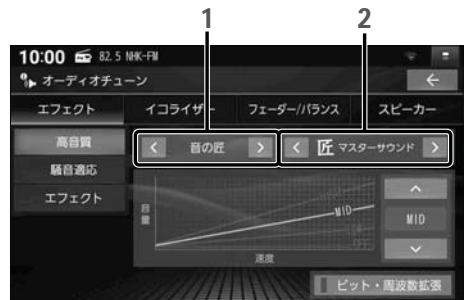 1 2
10:00 82.5 NHK-FM
オーディオチューン
エフェクト イコライザー フェーダー/バランス スピーカー
高音質 音の匠 匠 マスターサウンド
騒音適応
エフェクト
音量 MID MID
速度
ビット・周波数拡張